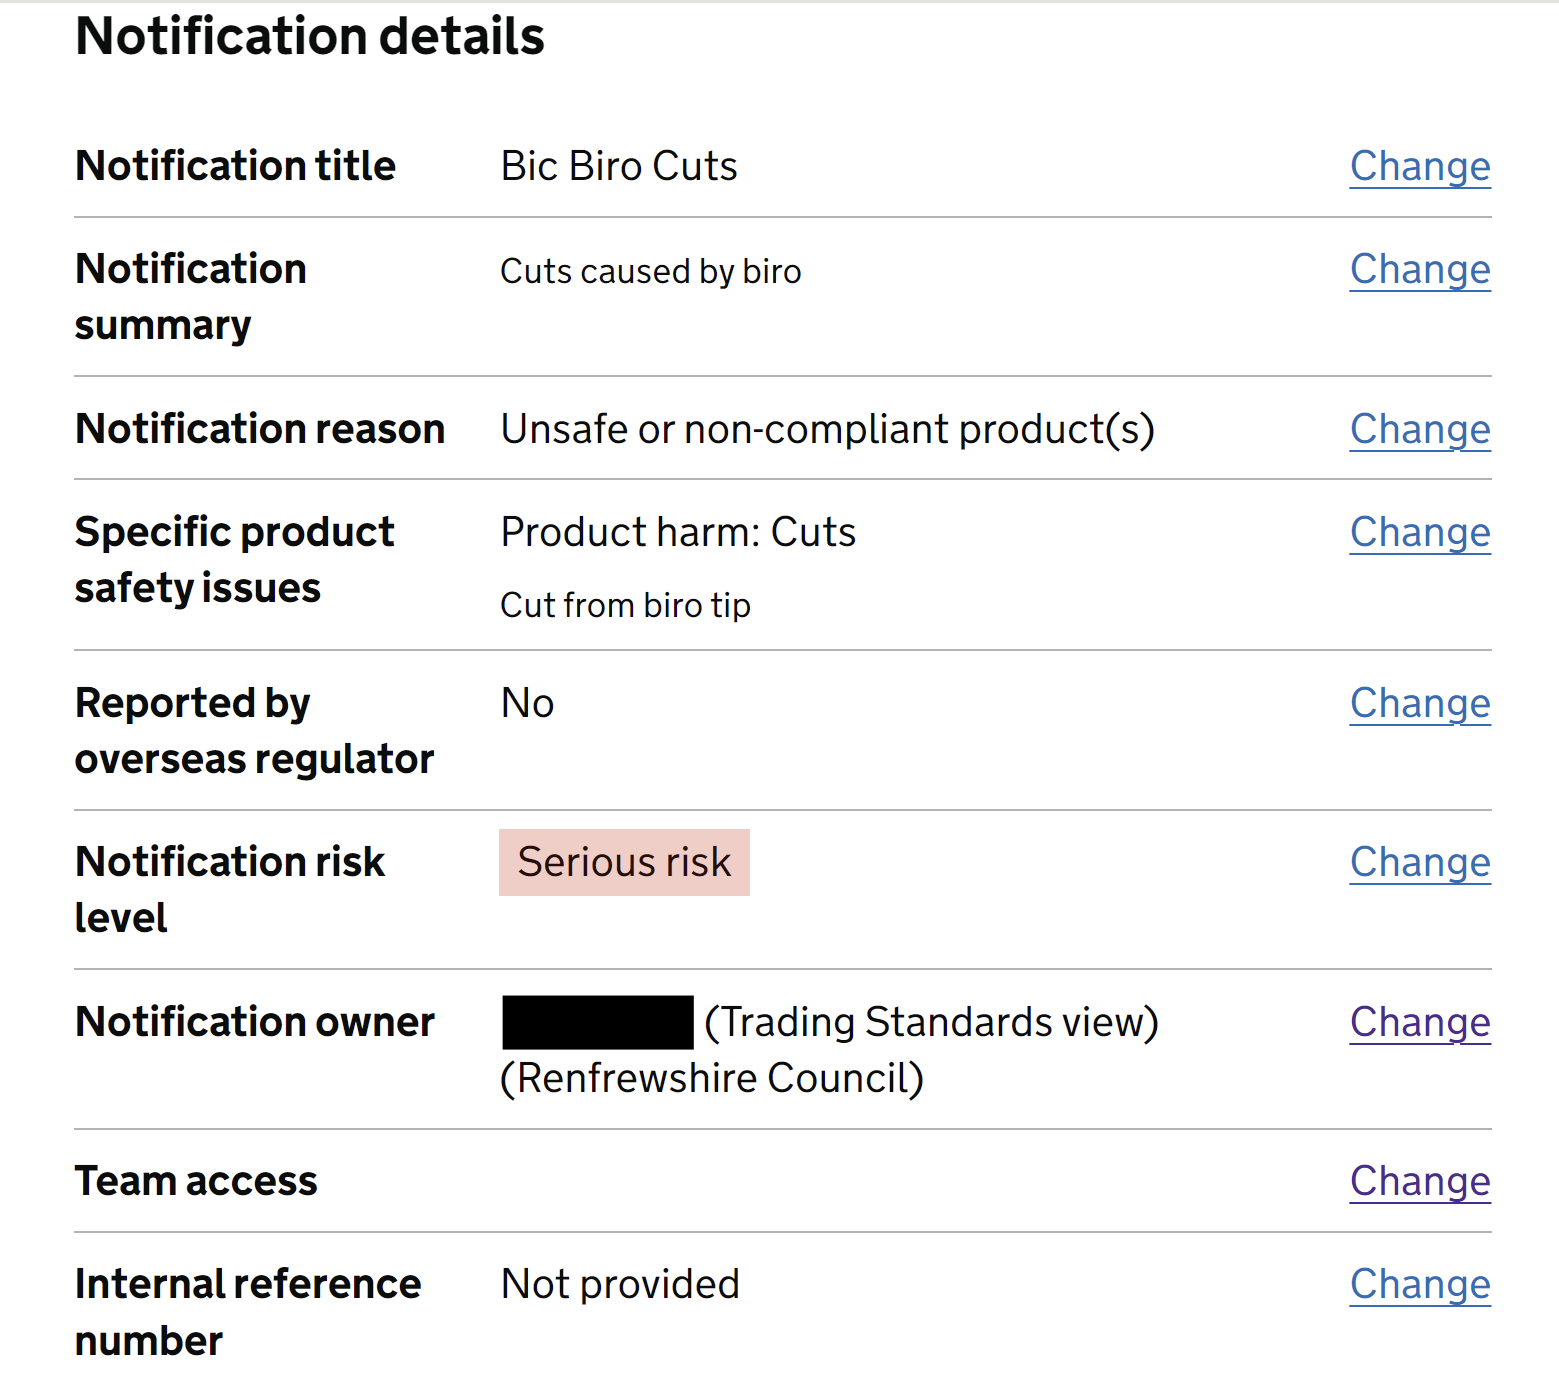 Notification details
Notification title Bic Biro Cuts Change
Notification Cuts caused by biro Change
summary
Notification reason Unsafe or non-compliant product(s) Change
Specific product Product harm: Cuts Change
safety issues
Cut from biro tip
Reported by No Change
overseas regulator
Notification risk Serious risk Change
level
Notification owner (Trading Standards view) Change
(Renfrewshire Council)
Team access Change
Internal reference Not provided Change
number